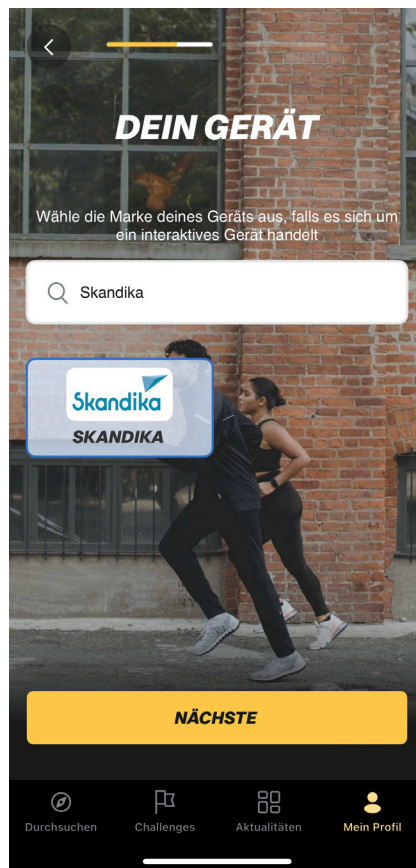 DEIN GERÄT
Wähle die Marke deines Geräts aus, falls es sich um
ein interaktives Gerät handelt
Skandika
Skandika
SKANDIKA
NÄCHSTE
Durchsuchen
Challenges
Aktualitäten
Mein Profil